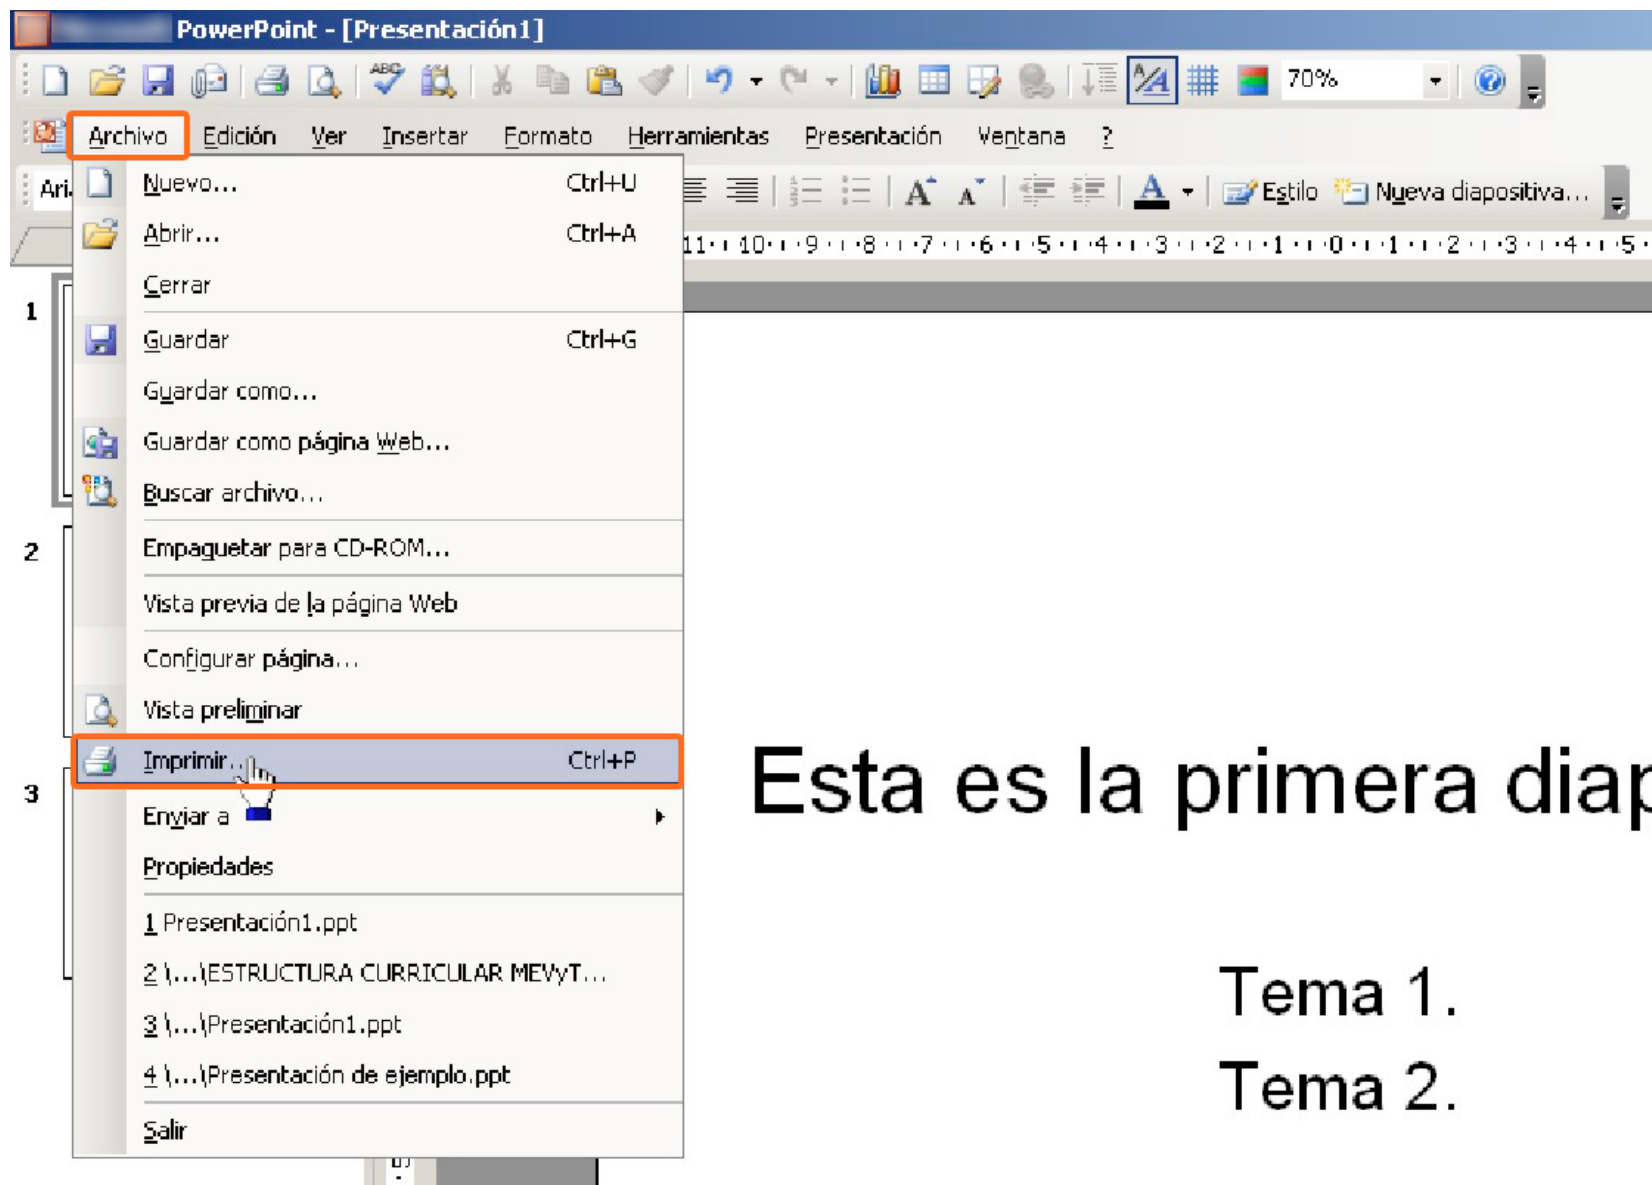 PowerPoint - [Presentación1]
ABC
70%
Archivo Edición Ver Insertar Formato Herramientas Presentación Ventana ?
Estilo Nueva diapositiva...
11 10 9 8 7 6 5 4 3 2 1 0 1 2 3 4 5
Nuevo... Ctrl+U
Abrir... Ctrl+A
Cerrar
Guardar Ctrl+G
Guardar como...
Guardar como página Web...
Buscar archivo...
Empaquetar para CD-ROM...
Vista previa de la página Web
Configurar página...
Vista preliminar
Imprimir... Ctrl+P
Enviar a
Propiedades
1 Presentación1.ppt
2 \...\ESTRUCTURA CURRICULAR MEVyT...
3 \...\Presentación1.ppt
4 \...\Presentación de ejemplo.ppt
Salir
1
2
3
Esta es la primera diap
Tema 1.
Tema 2.